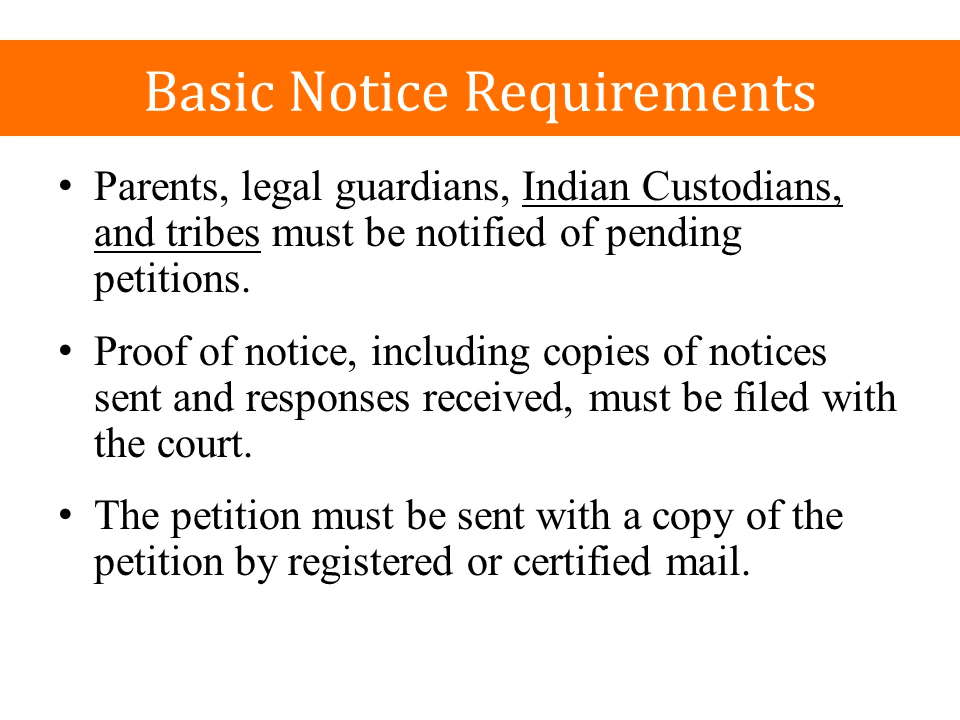 Basic Notice Requirements
• Parents, legal guardians, Indian Custodians,
and tribes must be notified of pending
petitions.
• Proof of notice, including copies of notices
sent and responses received, must be filed with
the court.
• The petition must be sent with a copy of the
petition by registered or certified mail.